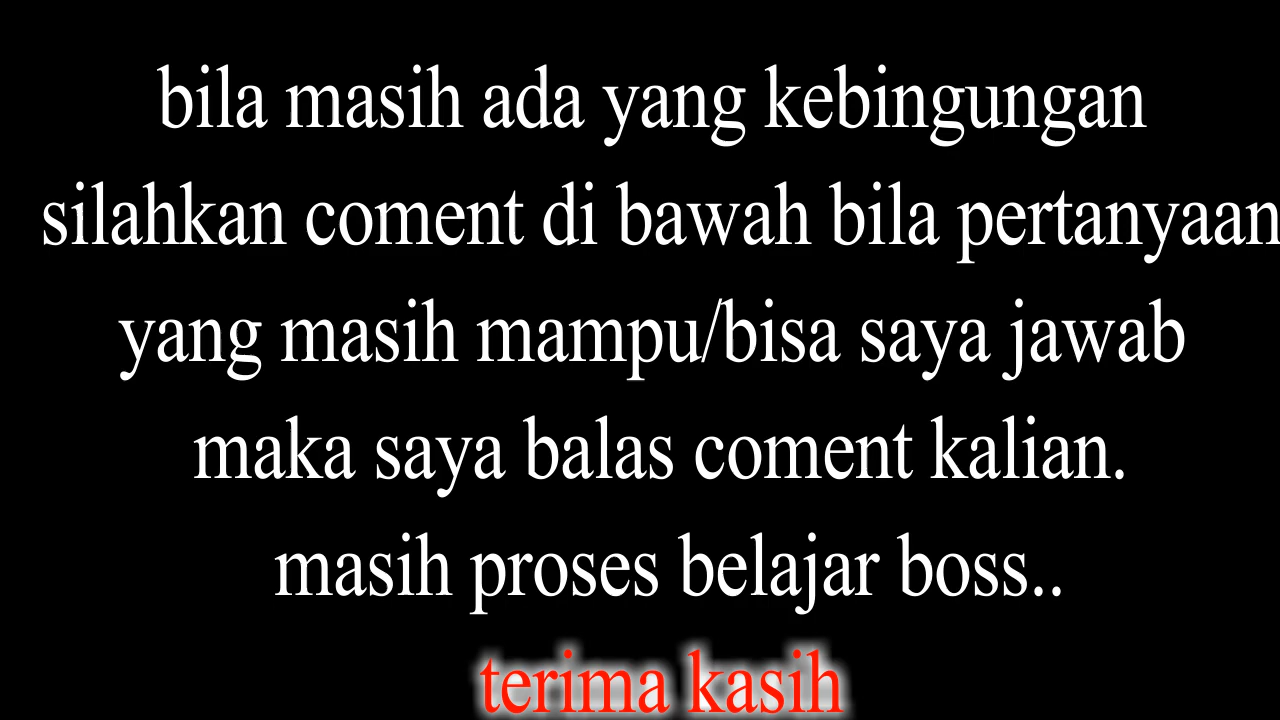 bila masih ada yang kebingungan
silahkan coment di bawah bila pertanyaan
yang masih mampu/bisa saya jawab
maka saya balas coment kalian.
masih proses belajar boss..
terima kasih